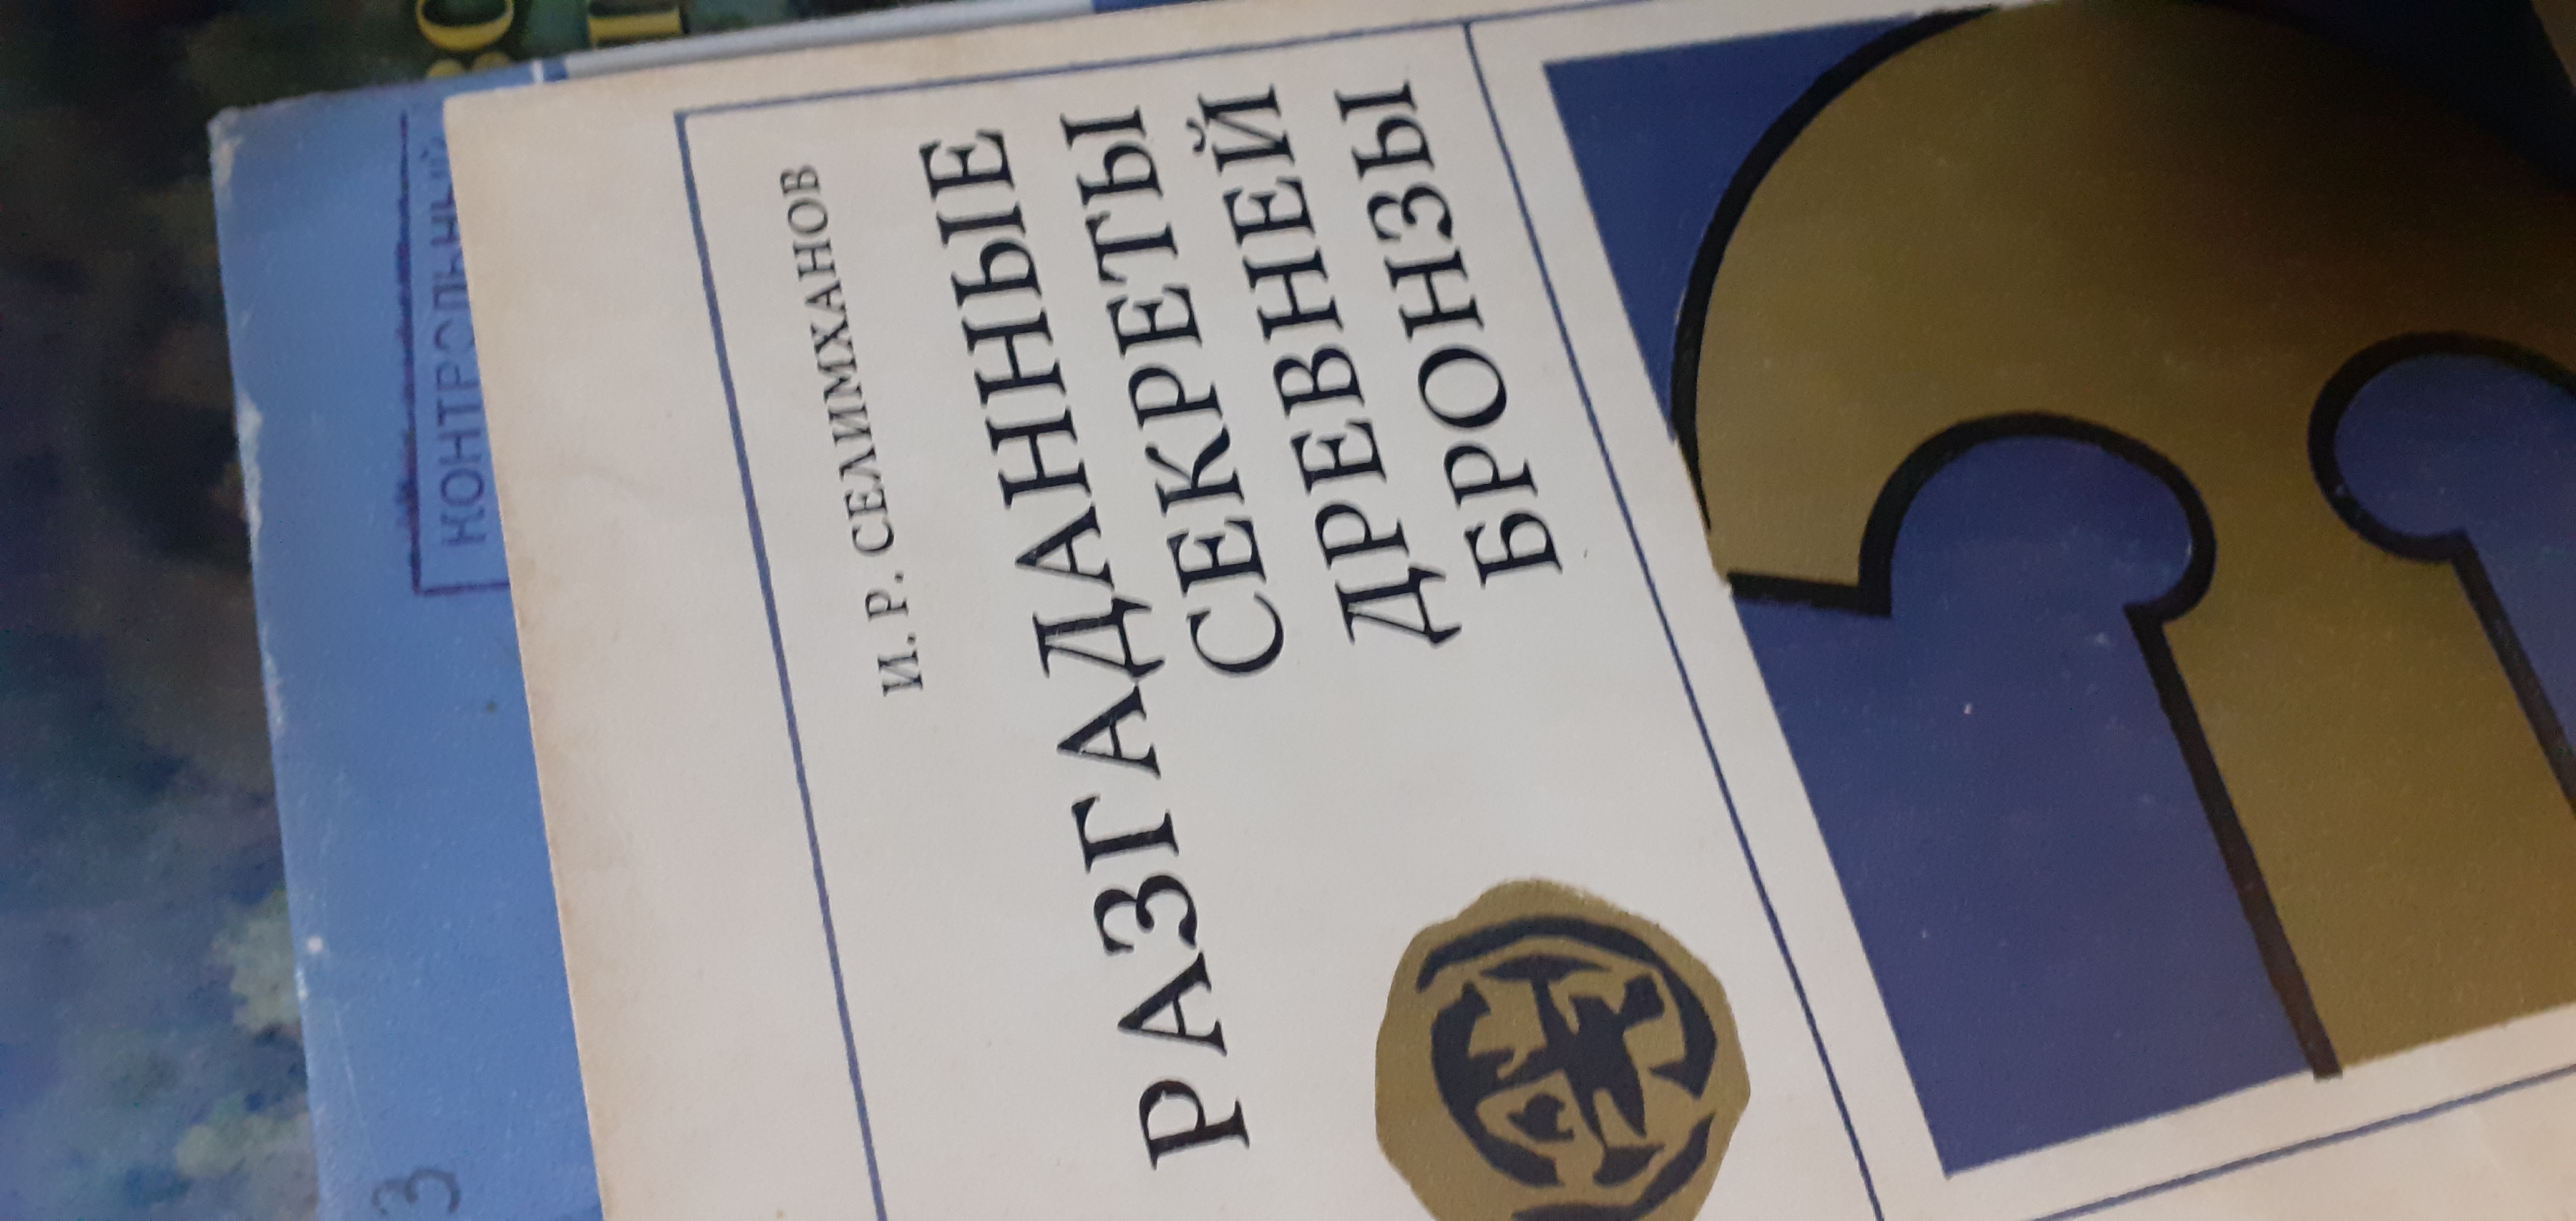 И. Р. СЕЛИМХАНОВ
РАЗГАДАННЫЕ
СЕКРЕТЫ
ДРЕВНЕЙ
БРОНЗЫ
КОНТРОЛЬНЫЙ
3